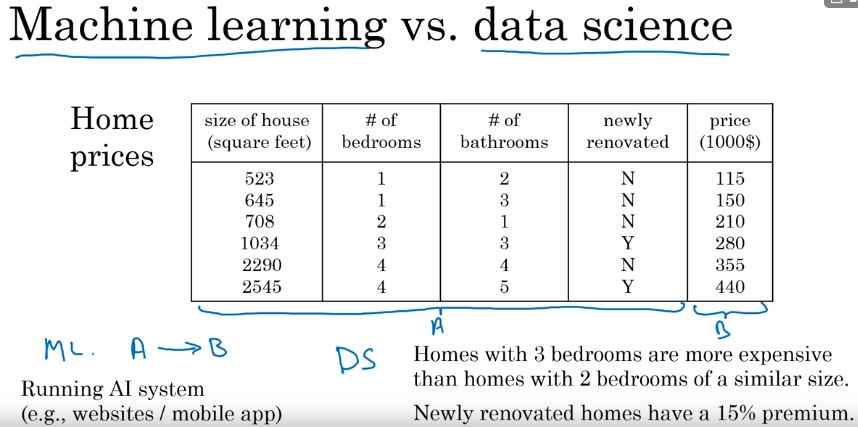 Machine learning vs. data science
Home
prices
size of house # of # of newly price
(square feet) bedrooms bathrooms renovated (1000$)
523 1 2 N 115
645 1 3 N 150
708 2 1 N 210
1034 3 3 Y 280
2290 4 4 N 355
2545 4 5 Y 440
A B
ML. A → B
Running AI system
(e.g., websites / mobile app)
DS
Homes with 3 bedrooms are more expensive
than homes with 2 bedrooms of a similar size.
Newly renovated homes have a 15% premium.